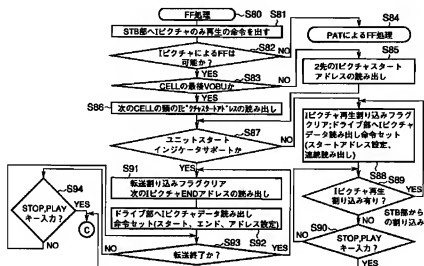 FF処理
S80
S81
STB部へIピクチャのみ再生の命令を出す
S82
IピクチャによるFFは
可能か?
NO
S84
PATによるFF処理
YES
S83
CELLの最後VOBUか
NO
S85
2先のIピクチャスタート
アドレスの読み出し
YES
S86
次のCELLの頭のIピクチャスタートアドレスの読み出し
S87
ユニットスタート
インジケータサポートか
NO
Iピクチャ再生割り込みフラグ
クリア;ドライブ部へIピクチャ
データ読み出し命令セット
(スタートアドレス設定、
連続読み出し)
S88
S89
YES
S91
転送割り込みフラグクリア
次のIピクチャENDアドレスの読み出し
ドライブ部へIピクチャデータ読み出し
命令セット(スタート、エンド、アドレス設定)
S92
S93
転送終了か?
YES
NO
S94
STOP,PLAY
キー入力?
YES
C
NO
Iピクチャ再生
割り込み有り?
YES
NO
STB部から
の割り込み
S90
STOP,PLAY
キー入力?
NO
YES